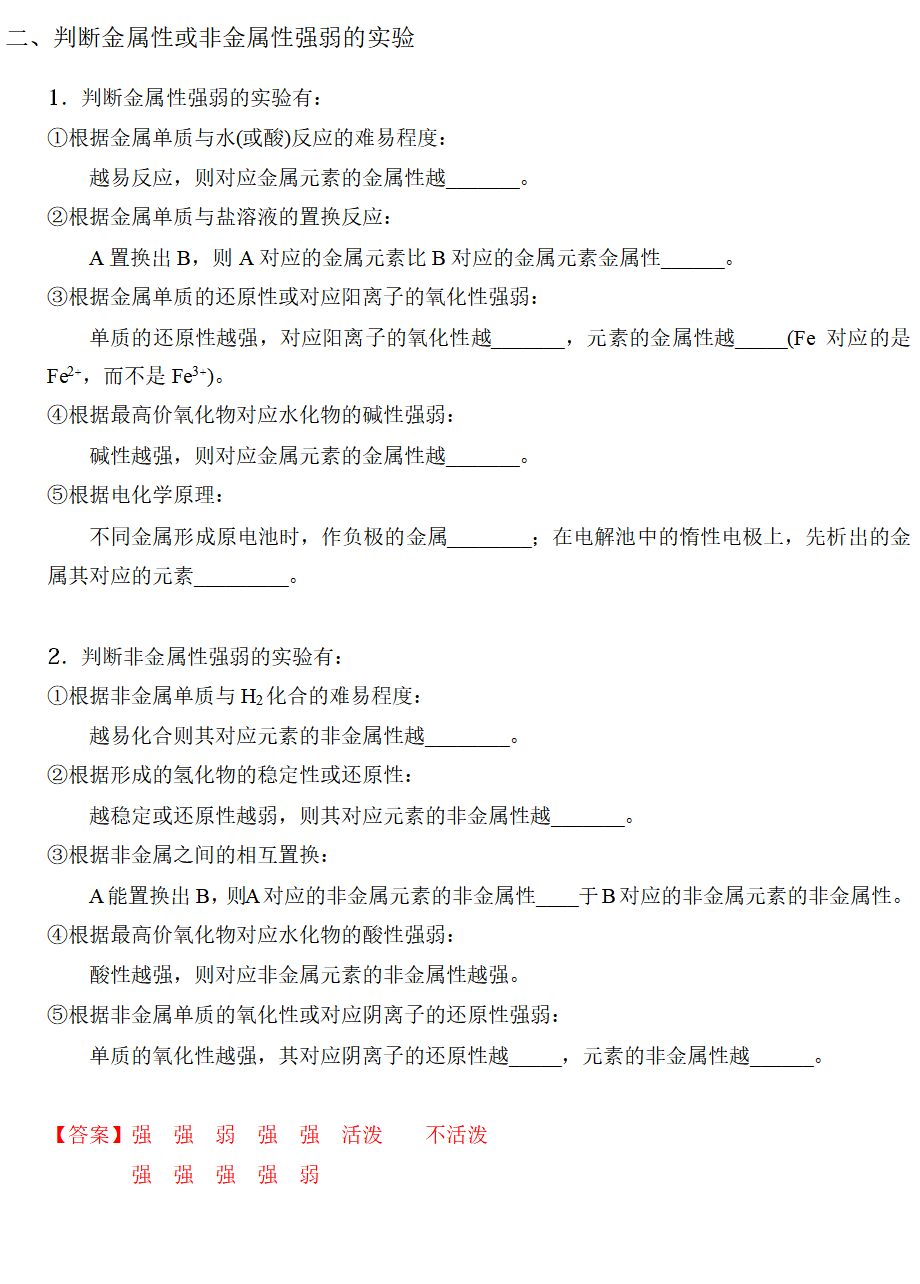 二、判断金属性或非金属性强弱的实验
1．判断金属性强弱的实验有：
①根据金属单质与水(或酸)反应的难易程度：
越易反应，则对应金属元素的金属性越_______。
②根据金属单质与盐溶液的置换反应：
A 置换出 B，则 A 对应的金属元素比 B 对应的金属元素金属性______。
③根据金属单质的还原性或对应阳离子的氧化性强弱：
单质的还原性越强，对应阳离子的氧化性越_______，元素的金属性越_____(Fe 对应的是
Fe²⁺，而不是 Fe³⁺)。
④根据最高价氧化物对应水化物的碱性强弱：
碱性越强，则对应金属元素的金属性越_______。
⑤根据电化学原理：
不同金属形成原电池时，作负极的金属________；在电解池中的惰性电极上，先析出的金
属其对应的元素_________。
2．判断非金属性强弱的实验有：
①根据非金属单质与 H₂ 化合的难易程度：
越易化合则其对应元素的非金属性越________。
②根据形成的氢化物的稳定性或还原性：
越稳定或还原性越弱，则其对应元素的非金属性越_______。
③根据非金属之间的相互置换：
A 能置换出 B，则A 对应的非金属元素的非金属性____于 B 对应的非金属元素的非金属性。
④根据最高价氧化物对应水化物的酸性强弱：
酸性越强，则对应非金属元素的非金属性越强。
⑤根据非金属单质的氧化性或对应阴离子的还原性强弱：
单质的氧化性越强，其对应阴离子的还原性越_____，元素的非金属性越______。
【答案】强 强 弱 强 强 活泼 不活泼
强 强 强 强 弱